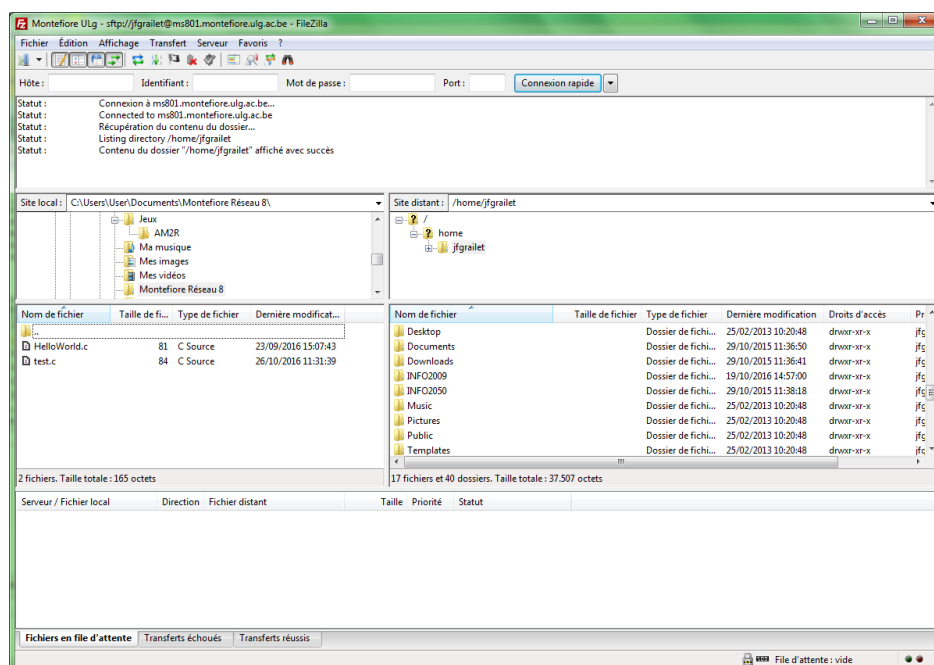 Montefiore ULg - sftp://jfgrailet@ms801.montefiore.ulg.ac.be - FileZilla
Fichier Édition Affichage Transfert Serveur Favoris ?
Hôte : Identifiant : Mot de passe : Port : Connexion rapide
Statut : Connexion à ms801.montefiore.ulg.ac.be...
Statut : Connected to ms801.montefiore.ulg.ac.be
Statut : Récupération du contenu du dossier...
Statut : Listing directory /home/jfgrailet
Statut : Contenu du dossier "/home/jfgrailet" affiché avec succès
Site local : C:\Users\User\Documents\Montefiore Réseau 8\
Jeux
AM2R
Ma musique
Mes images
Mes vidéos
Montefiore Réseau 8
Site distant : /home/jfgrailet
/
home
jfgrailet
Nom de fichier Taille de fi... Type de fichier Dernière modificat...
..
HelloWorld.c 81 C Source 23/09/2016 15:07:43
test.c 84 C Source 26/10/2016 11:31:39
2 fichiers. Taille totale : 165 octets
Nom de fichier Taille de fichier Type de fichier Dernière modification Droits d'accès Pr
Desktop Dossier de fichi... 25/02/2013 10:20:48 drwxr-xr-x jfg
Documents Dossier de fichi... 29/10/2015 11:36:50 drwxr-xr-x jfg
Downloads Dossier de fichi... 29/10/2015 11:36:41 drwxr-xr-x jfg
INFO2009 Dossier de fichi... 19/10/2016 14:57:00 drwxr-xr-x jfg
INFO2050 Dossier de fichi... 29/10/2015 11:38:18 drwxr-xr-x jfg
Music Dossier de fichi... 25/02/2013 10:20:48 drwxr-xr-x jfg
Pictures Dossier de fichi... 25/02/2013 10:20:48 drwxr-xr-x jfg
Public Dossier de fichi... 25/02/2013 10:20:48 drwxr-xr-x jfg
Templates Dossier de fichi... 25/02/2013 10:20:48 drwxr-xr-x jfg
17 fichiers et 40 dossiers. Taille totale : 37.507 octets
Serveur / Fichier local Direction Fichier distant Taille Priorité Statut
Fichiers en file d'attente Transferts échoués Transferts réussis
File d'attente : vide